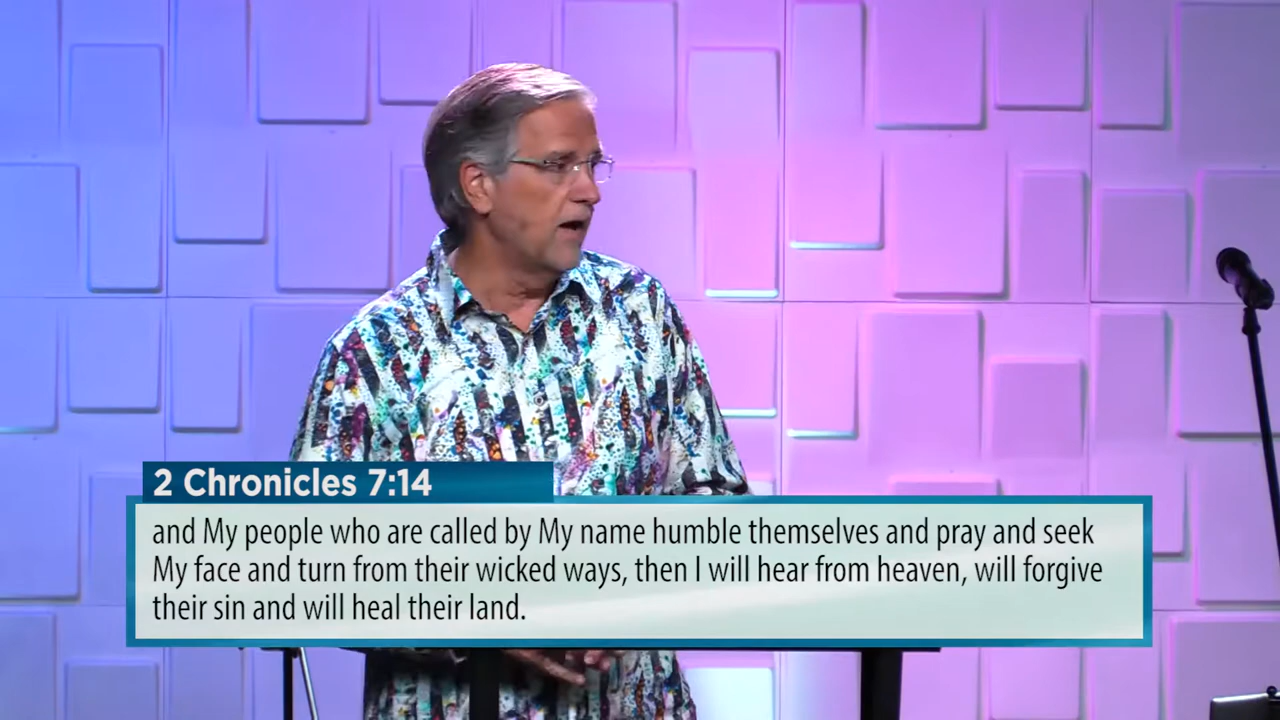 2 Chronicles 7:14
and My people who are called by My name humble themselves and pray and seek
My face and turn from their wicked ways, then I will hear from heaven, will forgive
their sin and will heal their land.